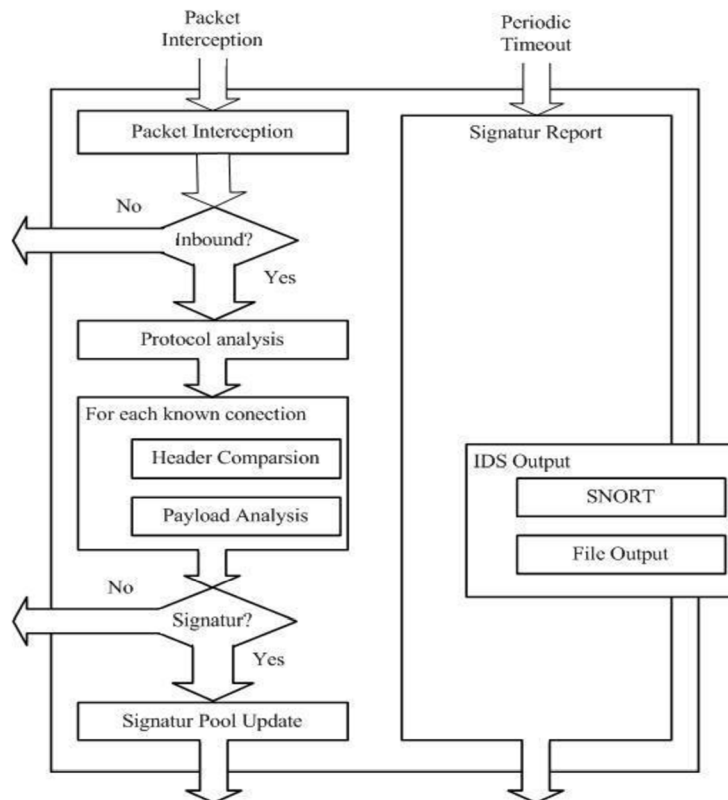 Packet
Interception
Periodic
Timeout
Packet Interception
Signatur Report
No
Inbound?
Yes
Protocol analysis
For each known conection
Header Comparsion
Payload Analysis
IDS Output
SNORT
File Output
No
Signatur?
Yes
Signatur Pool Update